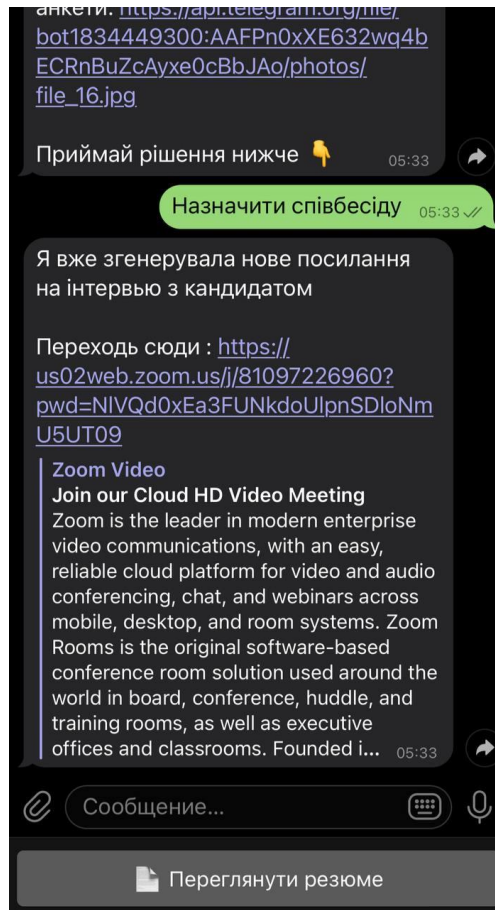 анкети: https://api.telegram.org/file/
bot1834449300:AAFPn0xXE632wq4b
ECRnBuZcAyxe0cBbJAo/photos/
file_16.jpg
Приймай рішення нижче 👇 05:33
Назначити співбесіду 05:33
Я вже згенерувала нове посилання
на інтервью з кандидатом
Переходь сюди : https://
us02web.zoom.us/j/81097226960?
pwd=NlVQd0xEa3FUNkdoUlpnSDloNm
U5UT09
Zoom Video
Join our Cloud HD Video Meeting
Zoom is the leader in modern enterprise
video communications, with an easy,
reliable cloud platform for video and audio
conferencing, chat, and webinars across
mobile, desktop, and room systems. Zoom
Rooms is the original software-based
conference room solution used around the
world in board, conference, huddle, and
training rooms, as well as executive
offices and classrooms. Founded i... 05:33
Сообщение...
Переглянути резюме